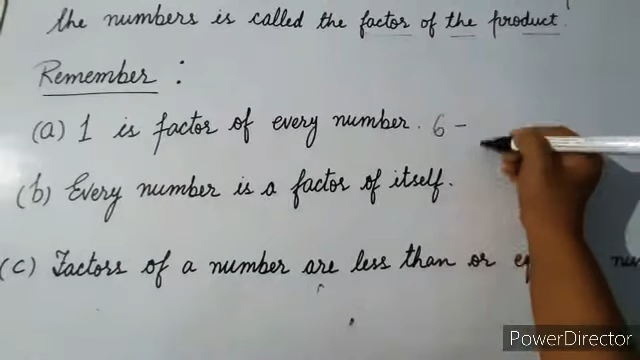 the numbers is called the factor of the product.
Remember :
(a) 1 is factor of every number. 6 -
(b) Every number is a factor of itself.
(c) Factors of a number are less than or
PowerDirector